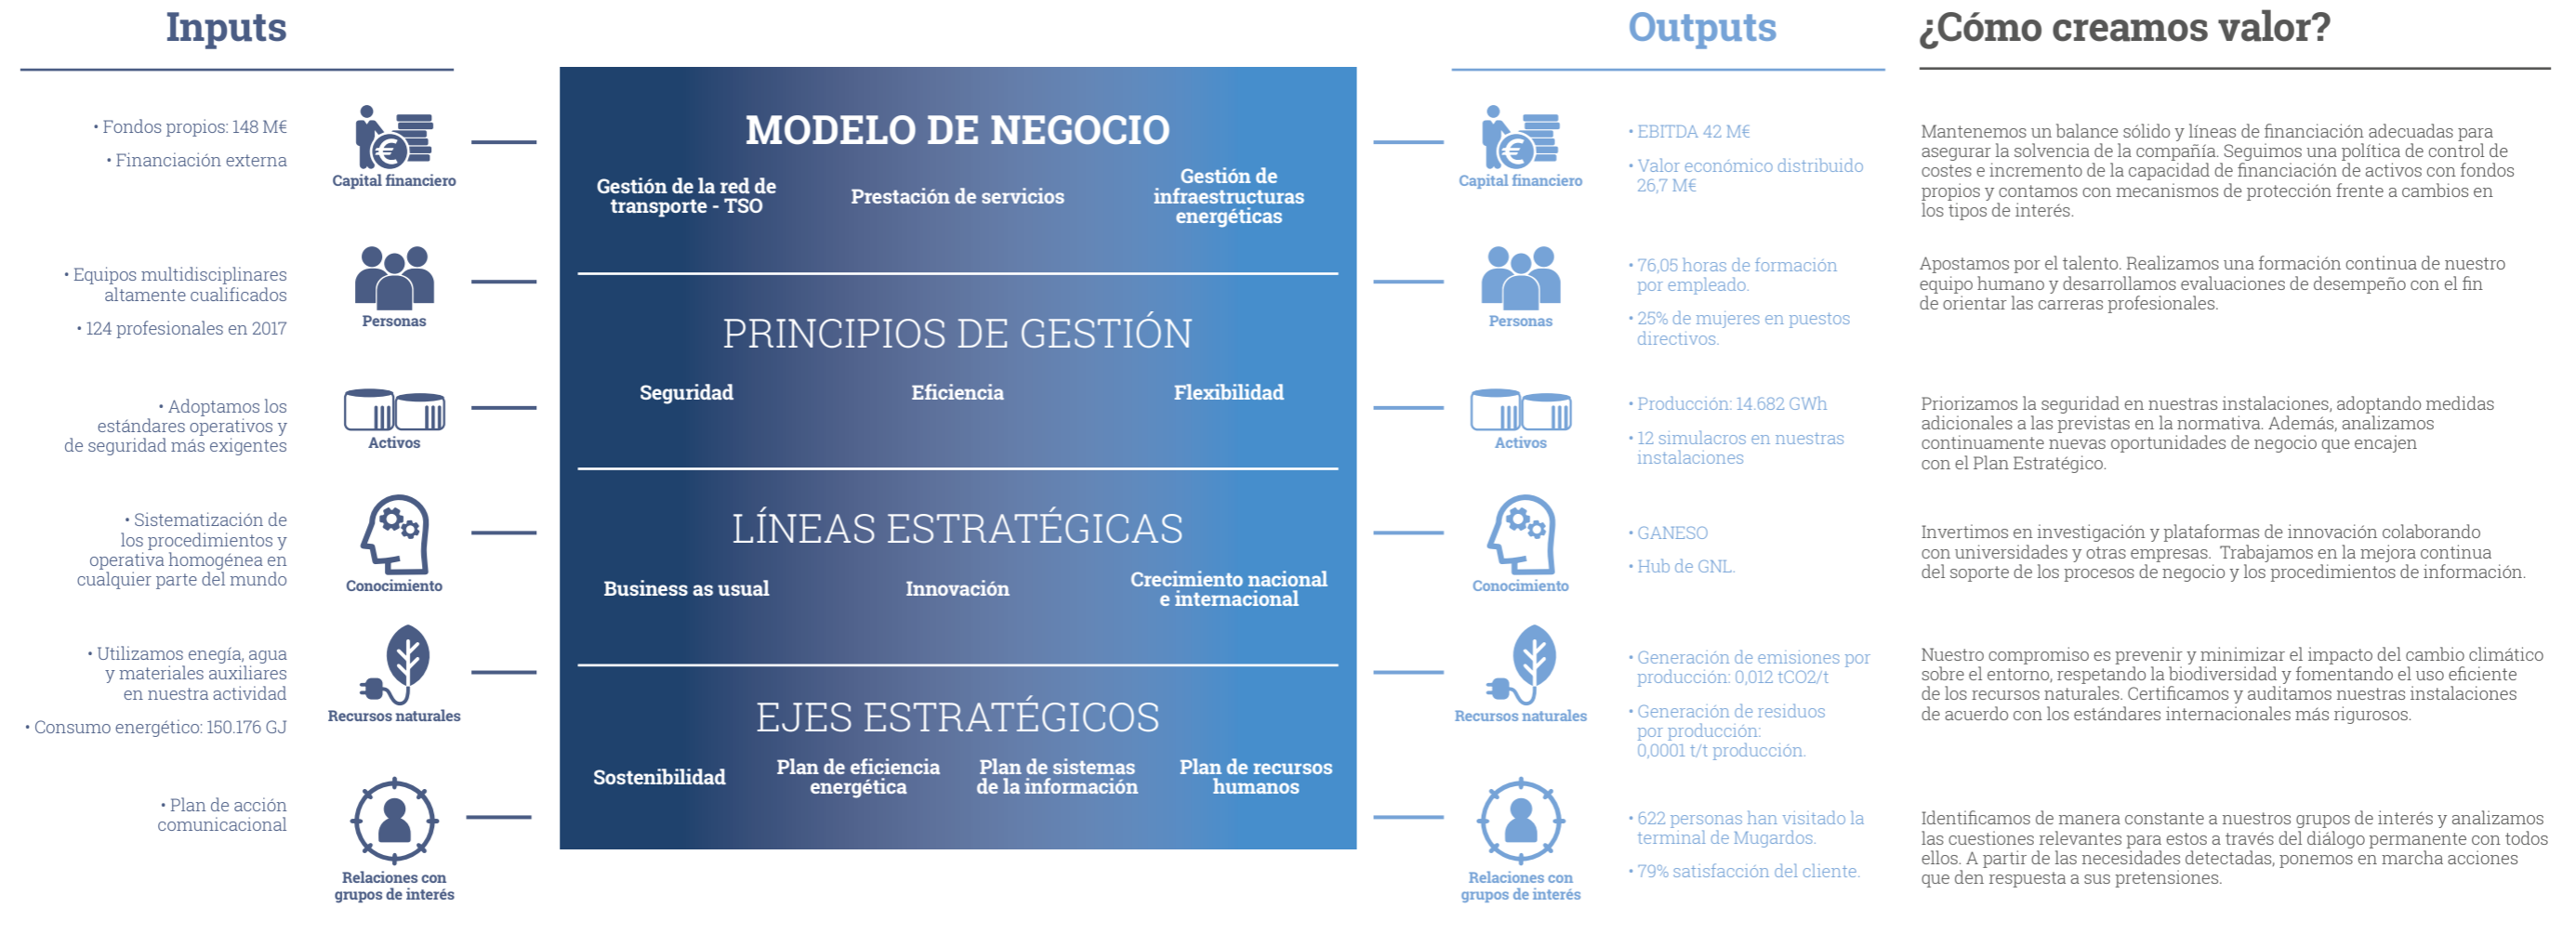 Inputs
• Fondos propios: 148 M€
• Financiación externa
Capital financiero
• Equipos multidisciplinares
altamente cualificados
• 124 profesionales en 2017
Personas
• Adoptamos los
estándares operativos y
de seguridad más exigentes
Activos
• Sistematización de
los procedimientos y
operativa homogénea en
cualquier parte del mundo
Conocimiento
• Utilizamos enegía, agua
y materiales auxiliares
en nuestra actividad
• Consumo energético: 150.176 GJ
Recursos naturales
• Plan de acción
comunicacional
Relaciones con
grupos de interés
MODELO DE NEGOCIO
Gestión de la red de
transporte - TSO
Prestación de servicios
Gestión de
infraestructuras
energéticas
PRINCIPIOS DE GESTIÓN
Seguridad
Eficiencia
Flexibilidad
LÍNEAS ESTRATÉGICAS
Business as usual
Innovación
Crecimiento nacional
e internacional
EJES ESTRATÉGICOS
Sostenibilidad
Plan de eficiencia
energética
Plan de sistemas
de la información
Plan de recursos
humanos
Outputs
Capital financiero
• EBITDA 42 M€
• Valor económico distribuido
26,7 M€
Personas
• 76,05 horas de formación
por empleado.
• 25% de mujeres en puestos
directivos.
Activos
• Producción: 14.682 GWh
• 12 simulacros en nuestras
instalaciones
Conocimiento
• GANESO
• Hub de GNL.
Recursos naturales
• Generación de emisiones por
producción: 0,012 tCO2/t
• Generación de residuos
por producción:
0,0001 t/t producción.
Relaciones con
grupos de interés
• 622 personas han visitado la
terminal de Mugardos.
• 79% satisfacción del cliente.
¿Cómo creamos valor?
Mantenemos un balance sólido y líneas de financiación adecuadas para
asegurar la solvencia de la compañía. Seguimos una política de control de
costes e incremento de la capacidad de financiación de activos con fondos
propios y contamos con mecanismos de protección frente a cambios en
los tipos de interés.
Apostamos por el talento. Realizamos una formación continua de nuestro
equipo humano y desarrollamos evaluaciones de desempeño con el fin
de orientar las carreras profesionales.
Priorizamos la seguridad en nuestras instalaciones, adoptando medidas
adicionales a las previstas en la normativa. Además, analizamos
continuamente nuevas oportunidades de negocio que encajen
con el Plan Estratégico.
Invertimos en investigación y plataformas de innovación colaborando
con universidades y otras empresas. Trabajamos en la mejora continua
del soporte de los procesos de negocio y los procedimientos de información.
Nuestro compromiso es prevenir y minimizar el impacto del cambio climático
sobre el entorno, respetando la biodiversidad y fomentando el uso eficiente
de los recursos naturales. Certificamos y auditamos nuestras instalaciones
de acuerdo con los estándares internacionales más rigurosos.
Identificamos de manera constante a nuestros grupos de interés y analizamos
las cuestiones relevantes para estos a través del diálogo permanente con todos
ellos. A partir de las necesidades detectadas, ponemos en marcha acciones
que den respuesta a sus pretensiones.